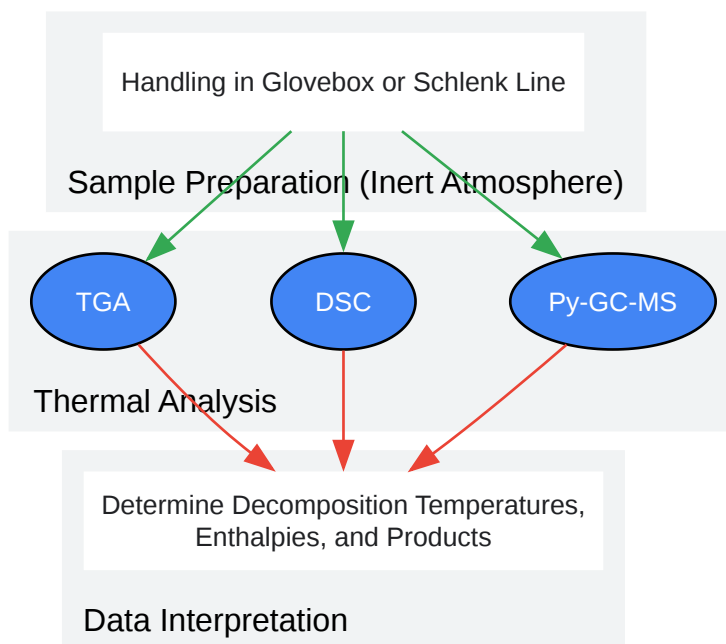 Handling in Glovebox or Schlenk Line
Sample Preparation (Inert Atmosphere)
TGA
DSC
Py-GC-MS
Thermal Analysis
Determine Decomposition Temperatures,
Enthalpies, and Products
Data Interpretation